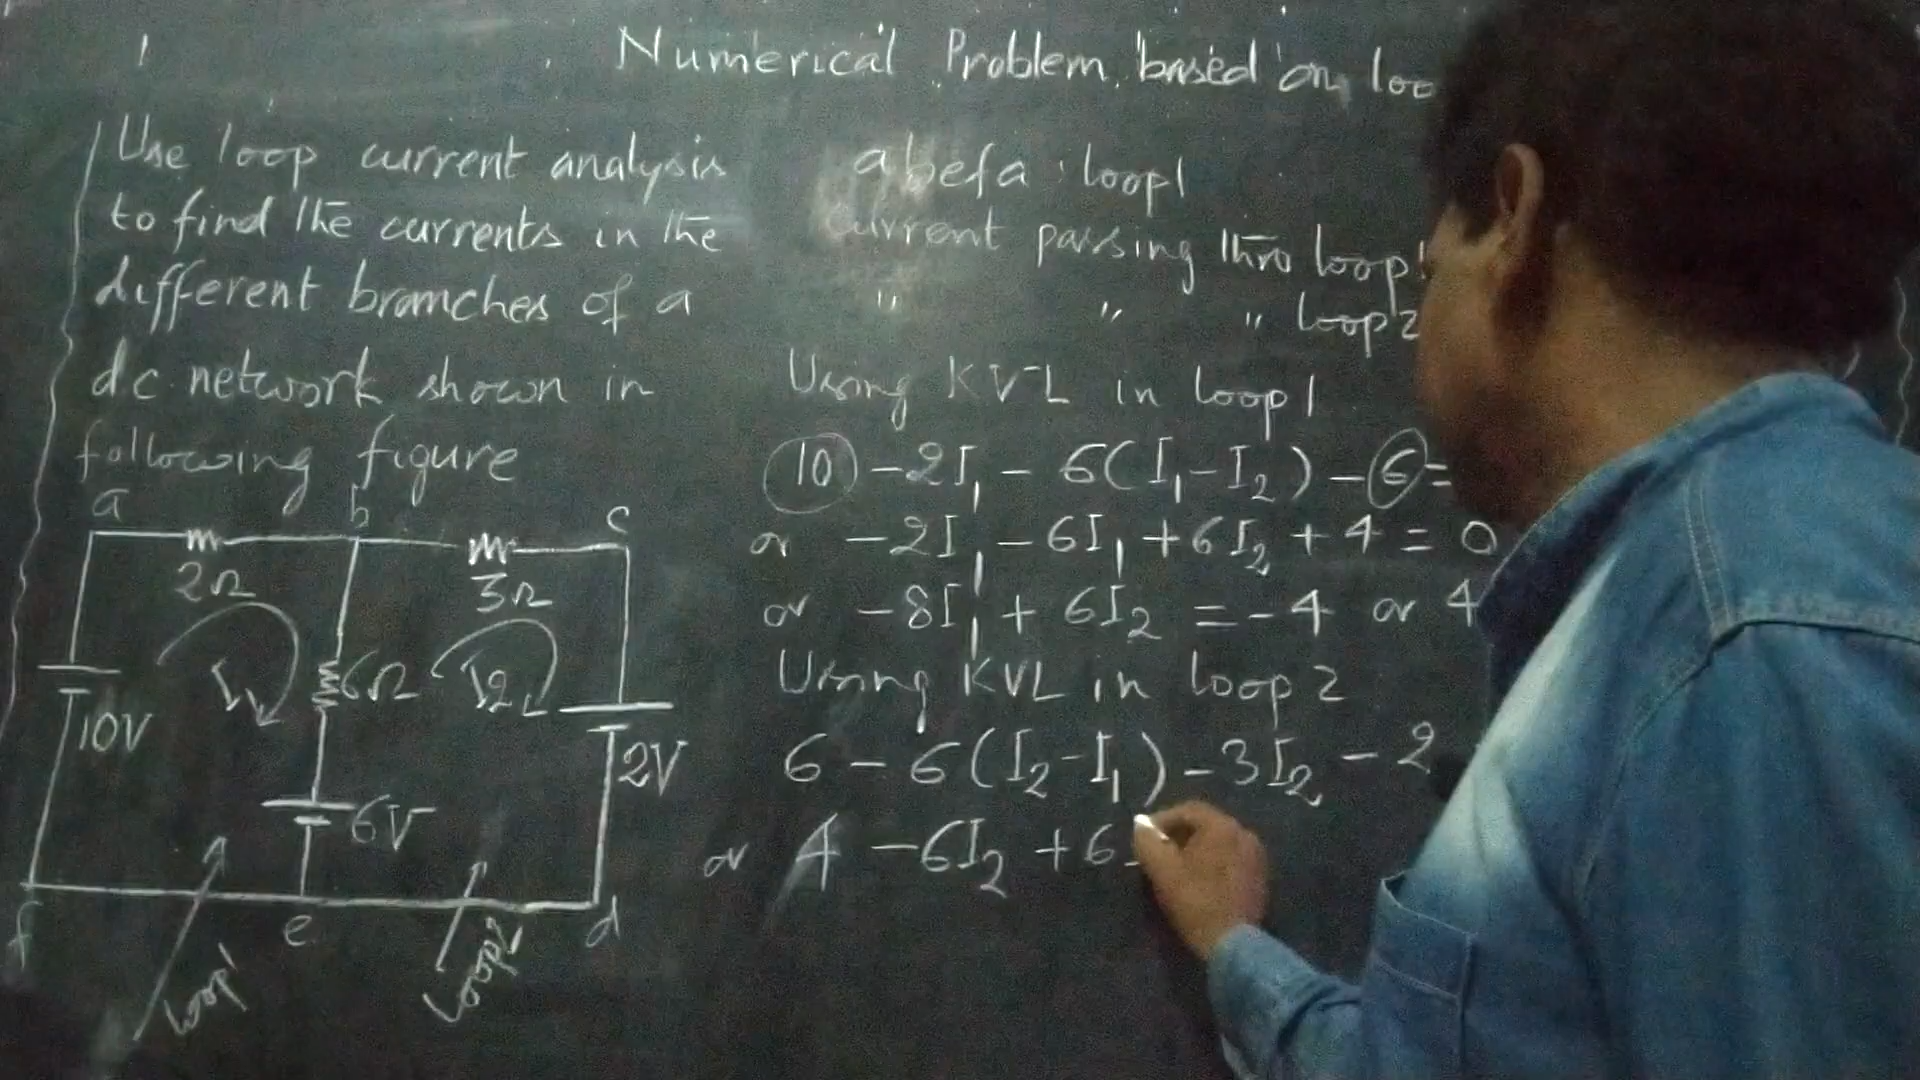 Numerical Problem based on loo
Use loop current analysis
to find the currents in the
different branches of a
d.c. network shown in
following figure
a b c
2Ω 3Ω
I1 6Ω I2
10V 2V
6V
f e d
loop1 loop2
abefa : loop1
current passing thro loop1
" " " loop2
Using KVL in loop1
10 - 2I1 - 6(I1 - I2) - 6 =
or -2I1 - 6I1 + 6I2 + 4 = 0
or -8I1 + 6I2 = -4 or 4
Using KVL in loop 2
6 - 6(I2 - I1) - 3I2 - 2
or 4 - 6I2 + 6I